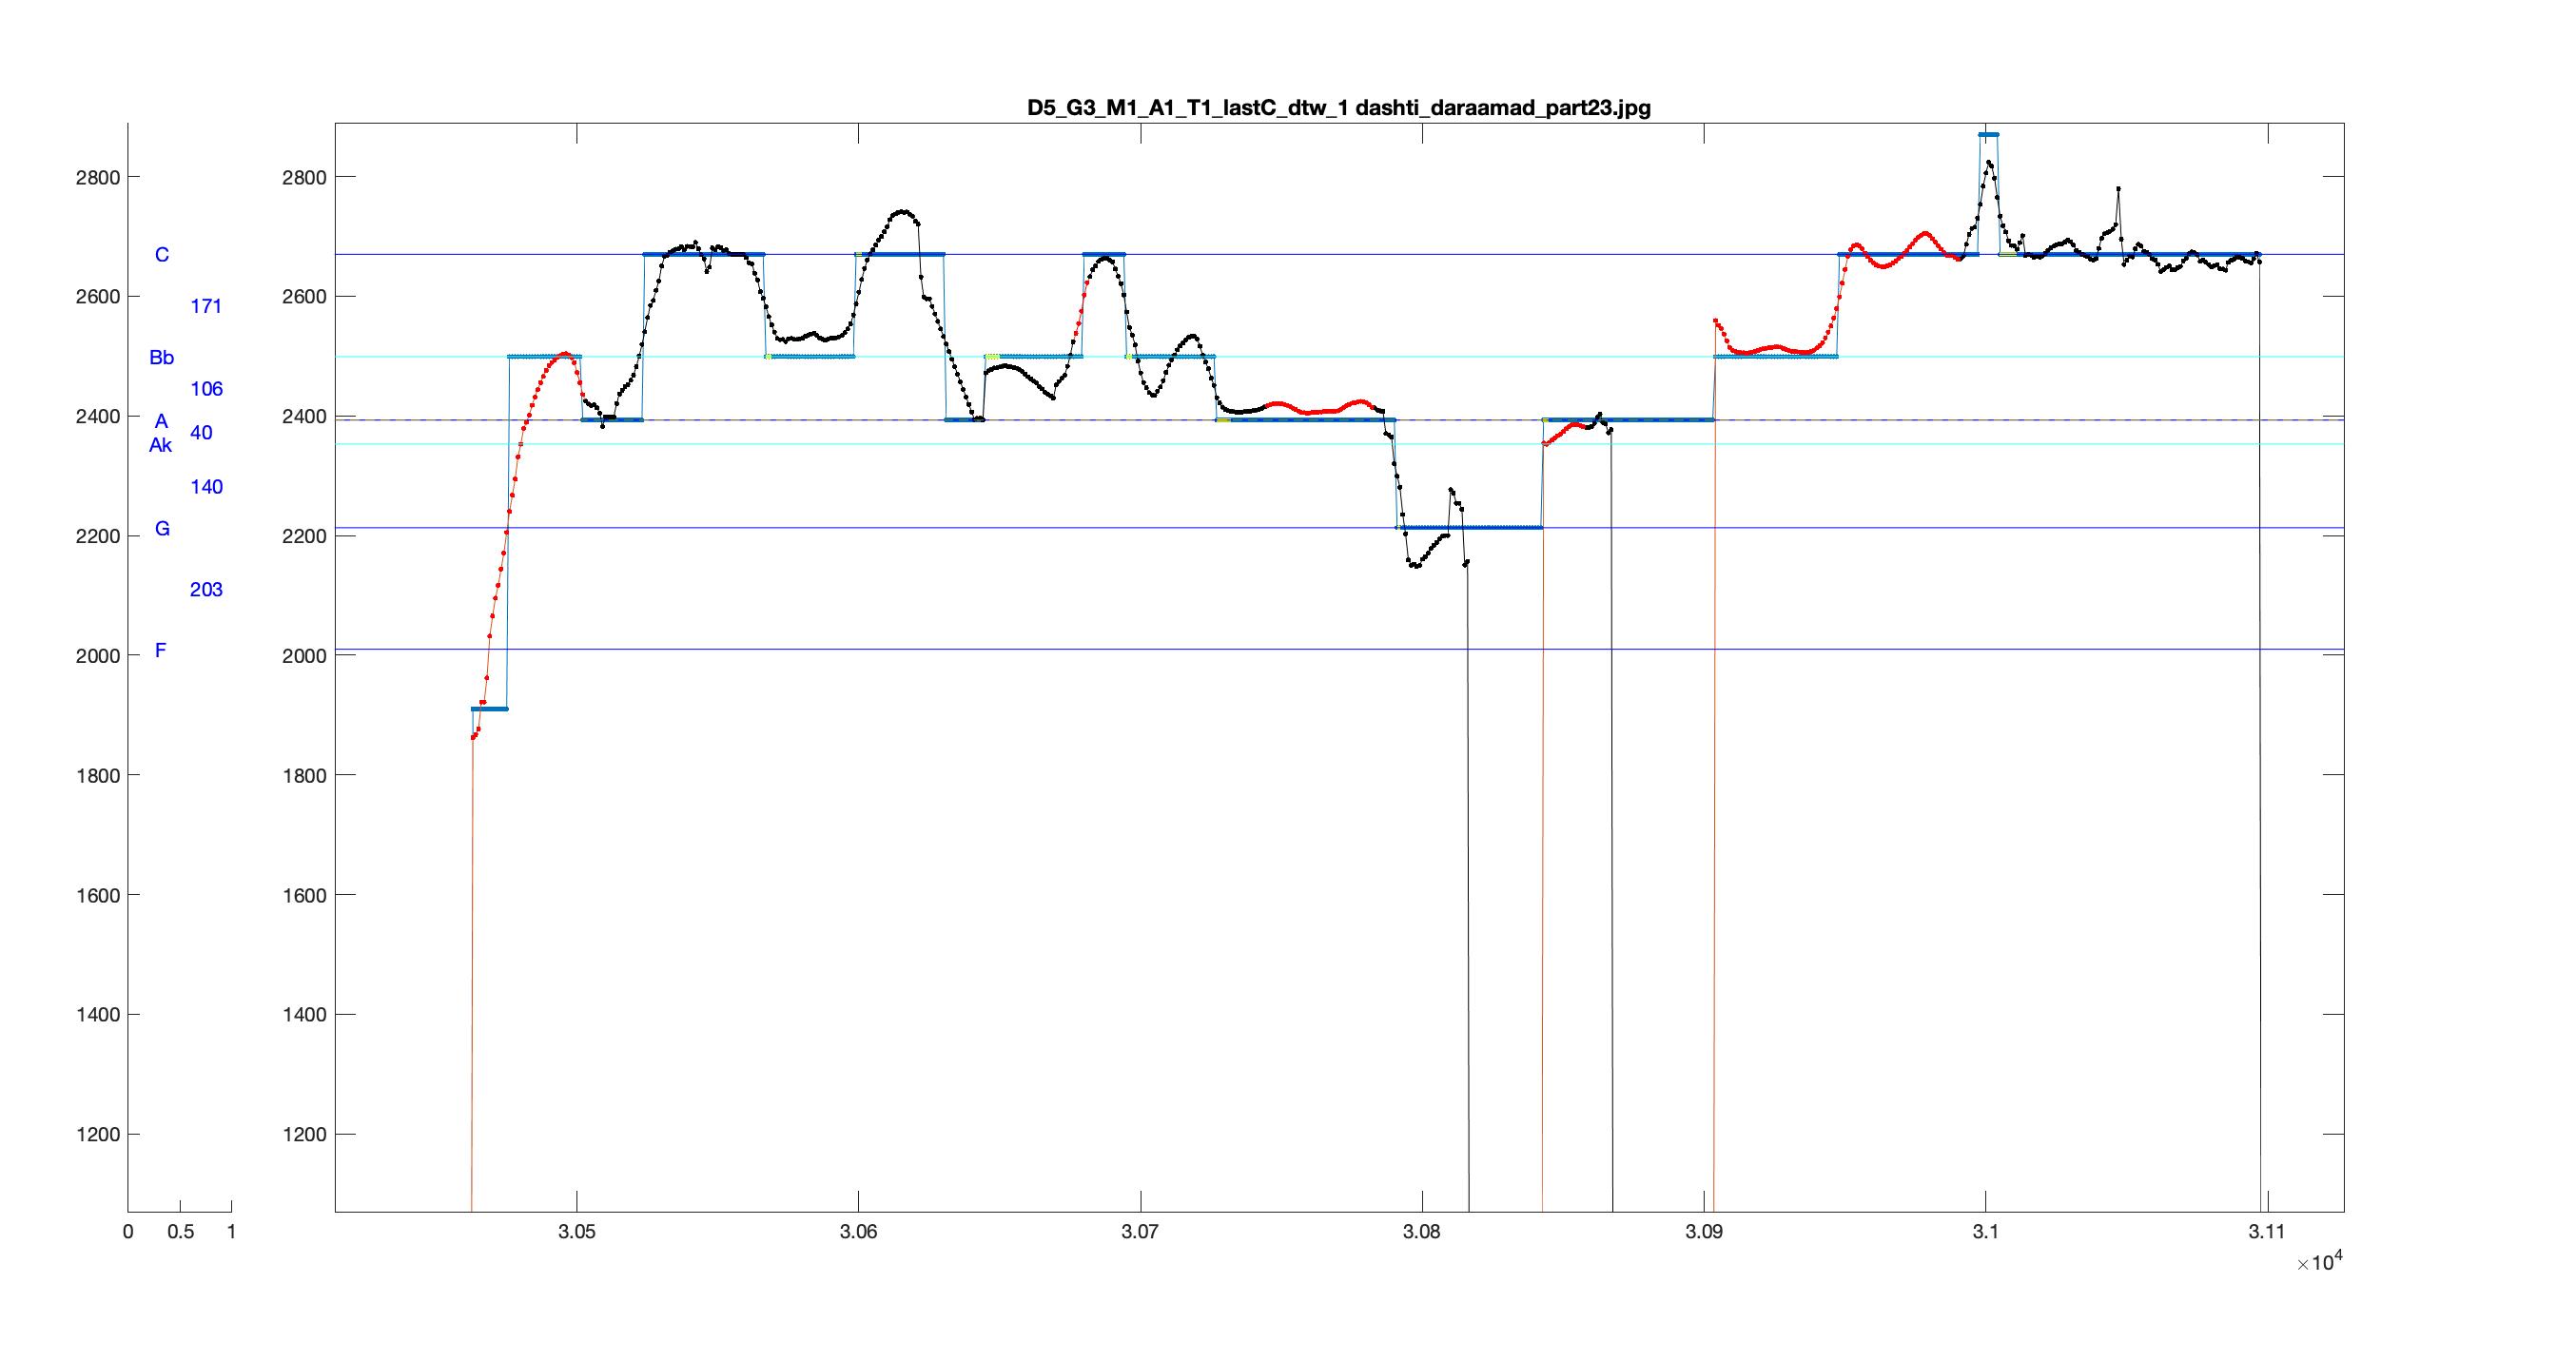 D5_G3_M1_A1_T1_lastC_dtw_1 dashti_daraamad_part23.jpg
2800 2800
C
2600 171 2600
Bb
106
2400 A 2400
40
Ak
140
2200 G 2200
203
2000 F 2000
1800 1800
1600 1600
1400 1400
1200 1200
0 0.5 1 3.05 3.06 3.07 3.08 3.09 3.1 3.11
×10⁴